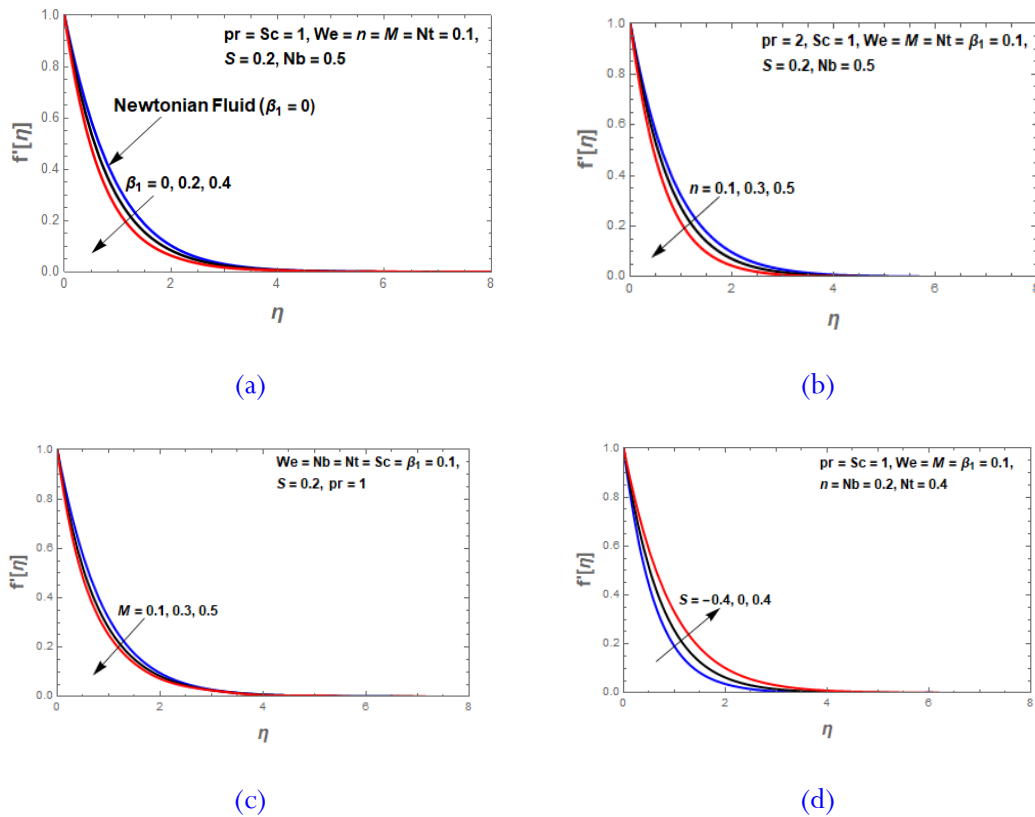 pr = Sc = 1, We = n = M = Nt = 0.1,
S = 0.2, Nb = 0.5
Newtonian Fluid (β₁ = 0)
β₁ = 0, 0.2, 0.4
f'[η]
1.0
0.8
0.6
0.4
0.2
0.0
0 2 4 6 8
η
(a)
pr = 2, Sc = 1, We = M = Nt = β₁ = 0.1,
S = 0.2, Nb = 0.5
n = 0.1, 0.3, 0.5
f'[η]
1.0
0.8
0.6
0.4
0.2
0.0
0 2 4 6 8
η
(b)
We = Nb = Nt = Sc = β₁ = 0.1,
S = 0.2, pr = 1
M = 0.1, 0.3, 0.5
f'[η]
1.0
0.8
0.6
0.4
0.2
0.0
0 2 4 6 8
η
(c)
pr = Sc = 1, We = M = β₁ = 0.1,
n = Nb = 0.2, Nt = 0.4
S = −0.4, 0, 0.4
f'[η]
1.0
0.8
0.6
0.4
0.2
0.0
0 2 4 6 8
η
(d)